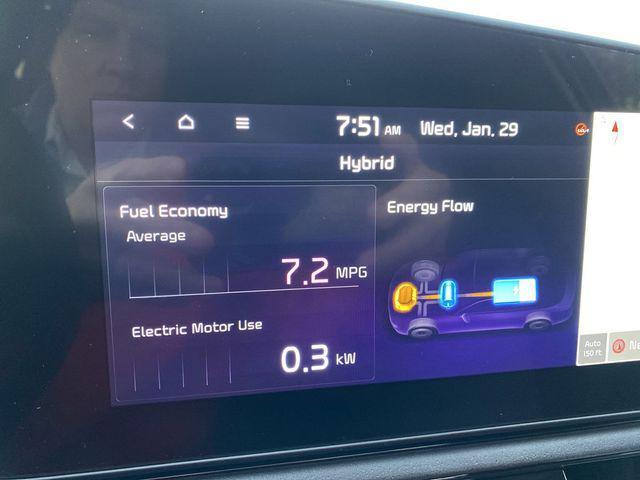 7:51 AM Wed, Jan, 29
Hybrid
Fuel Economy
Average
7.2 MPG
Electric Motor Use
0.3 kW
Energy Flow
Auto
150 ft